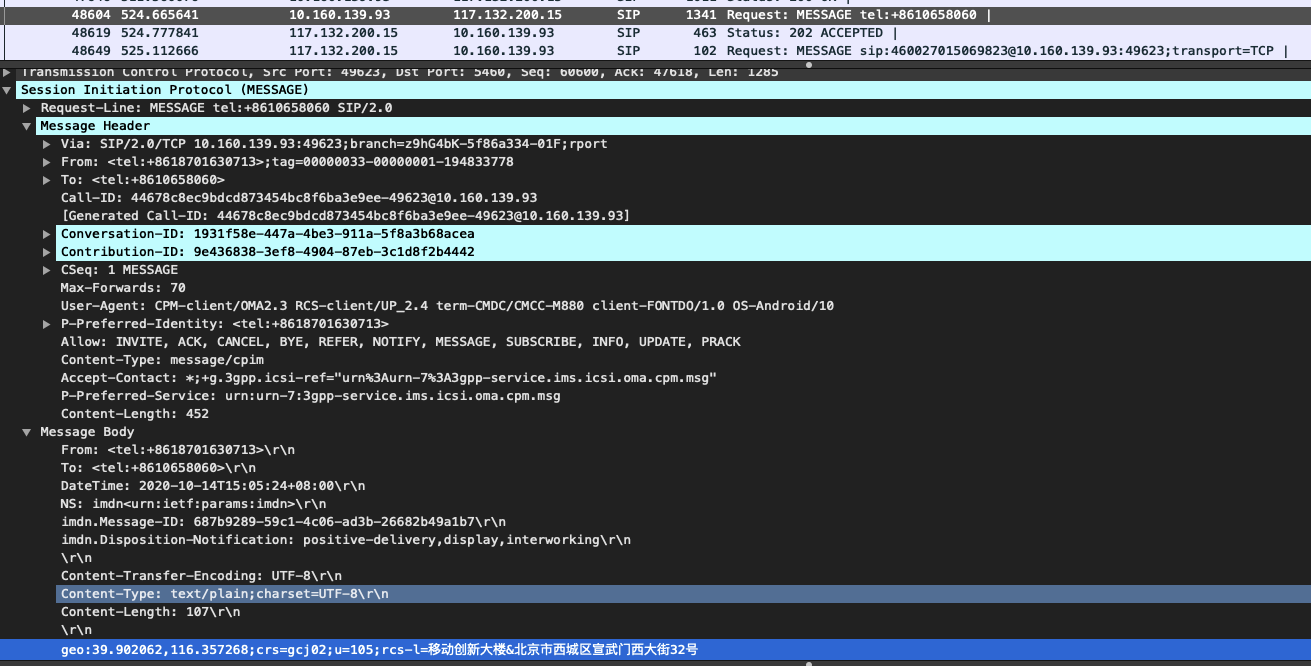 48604 524.665641 10.160.139.93 117.132.200.15 SIP 1341 Request: MESSAGE tel:+8610658060 |
48619 524.777841 117.132.200.15 10.160.139.93 SIP 463 Status: 202 ACCEPTED |
48649 525.112666 117.132.200.15 10.160.139.93 SIP 102 Request: MESSAGE sip:460027015069823@10.160.139.93:49623;transport=TCP |
Transmission Control Protocol, Src Port: 49623, Dst Port: 5460, Seq: 60600, Ack: 47618, Len: 1285
Session Initiation Protocol (MESSAGE)
Request-Line: MESSAGE tel:+8610658060 SIP/2.0
Message Header
Via: SIP/2.0/TCP 10.160.139.93:49623;branch=z9hG4bK-5f86a334-01F;rport
From: <tel:+8618701630713>;tag=00000033-00000001-194833778
To: <tel:+8610658060>
Call-ID: 44678c8ec9bdcd873454bc8f6ba3e9ee-49623@10.160.139.93
[Generated Call-ID: 44678c8ec9bdcd873454bc8f6ba3e9ee-49623@10.160.139.93]
Conversation-ID: 1931f58e-447a-4be3-911a-5f8a3b68acea
Contribution-ID: 9e436838-3ef8-4904-87eb-3c1d8f2b4442
CSeq: 1 MESSAGE
Max-Forwards: 70
User-Agent: CPM-client/OMA2.3 RCS-client/UP_2.4 term-CMDC/CMCC-M880 client-FONTDO/1.0 OS-Android/10
P-Preferred-Identity: <tel:+8618701630713>
Allow: INVITE, ACK, CANCEL, BYE, REFER, NOTIFY, MESSAGE, SUBSCRIBE, INFO, UPDATE, PRACK
Content-Type: message/cpim
Accept-Contact: *;+g.3gpp.icsi-ref="urn%3Aurn-7%3A3gpp-service.ims.icsi.oma.cpm.msg"
P-Preferred-Service: urn:urn-7:3gpp-service.ims.icsi.oma.cpm.msg
Content-Length: 452
Message Body
From: <tel:+8618701630713>\r\n
To: <tel:+8610658060>\r\n
DateTime: 2020-10-14T15:05:24+08:00\r\n
NS: imdn<urn:ietf:params:imdn>\r\n
imdn.Message-ID: 687b9289-59c1-4c06-ad3b-26682b49a1b7\r\n
imdn.Disposition-Notification: positive-delivery,display,interworking\r\n
\r\n
Content-Transfer-Encoding: UTF-8\r\n
Content-Type: text/plain;charset=UTF-8\r\n
Content-Length: 107\r\n
\r\n
geo:39.902062,116.357268;crs=gcj02;u=105;rcs-l=移动创新大楼&北京市西城区宣武门西大街32号